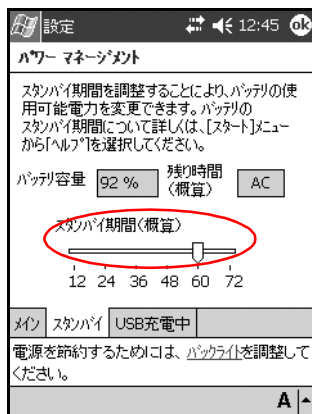 設定 12:45 ok
パワー マネージメント
スタンバイ期間を調整することにより、バッテリの使
用可能電力を変更できます。バッテリの
スタンバイ期間について詳しくは、[スタート]メニュー
から[ヘルプ]を選択してください。
バッテリ容量 92 % 残り時間(概算) AC
スタンバイ期間(概算)
12 24 36 48 60 72
メイン スタンバイ USB充電中
電源を節約するためには、バックライトを調整して
ください。
A